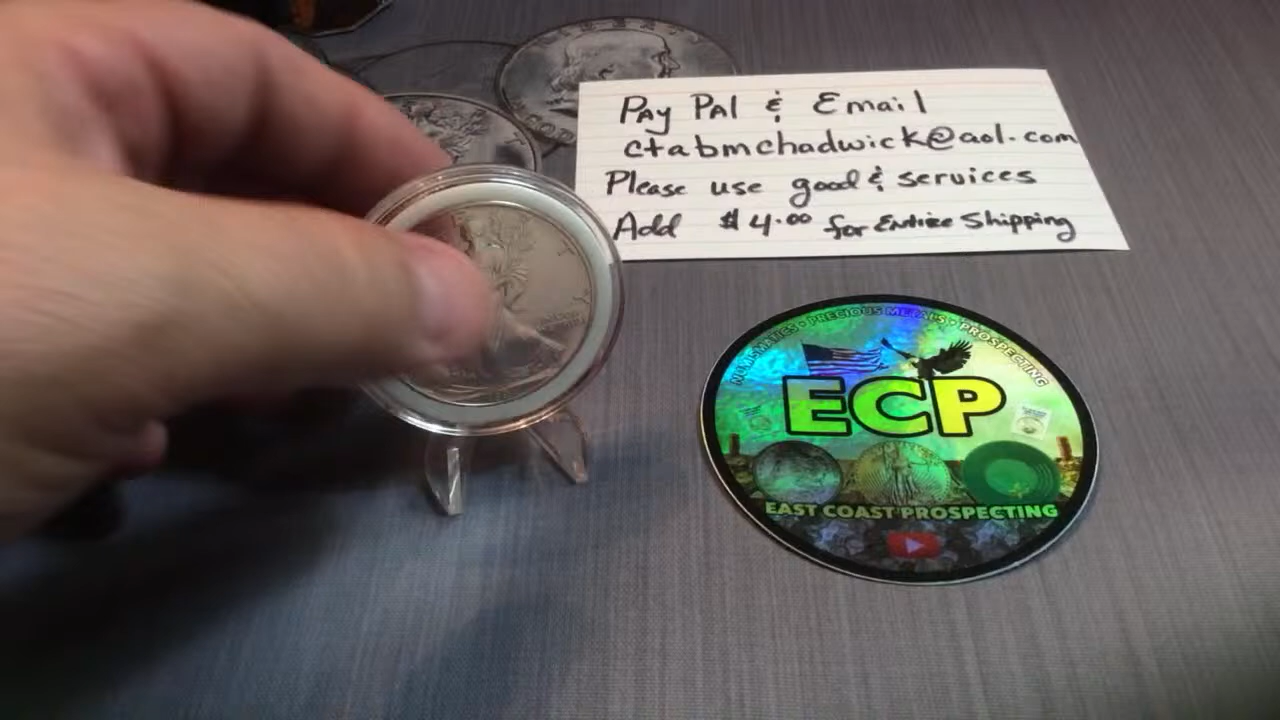 PAy PAl & Email
ctabmchadwick@aol.com
Please use good & services
Add $4.00 for Entire Shipping
NUMISMATICS • PRECIOUS METALS • PROSPECTING
ECP
EAST COAST PROSPECTING